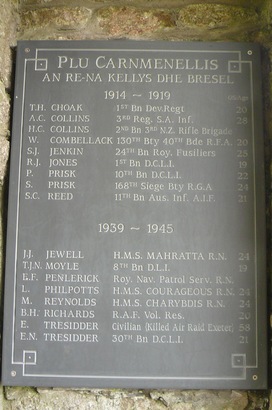 PLU CARNMENELLIS
AN RE-NA KELLYS DHE BRESEL
1914 – 1919
T.H. CHOAK 1ST BN Dev.Regt 20
A.C. COLLINS 3RD Reg. S.A. Inf. 28
H.C. COLLINS 2ND BN 3RD N.Z. Rifle Brigade
W. COMBELLACK 130TH Bty 40TH Bde R.F.A. 20
S.J. JENKIN 24TH BN Roy. Fusiliers 25
R.J. JONES 1ST BN D.C.L.I. 19
P. PRISK 10TH BN D.C.L.I. 22
S. PRISK 168TH Siege Bty R.G.A 24
S.C. REED 11TH BN Aus. Inf. A.I.F. 21
1939 – 1945
J.J. JEWELL H.M.S. MAHRATTA R.N. 24
T.J.N. MOYLE 8TH BN D.L.I. 19
E.F. PENLERICK Roy. Nav. Patrol Serv. R.N.
L. PHILPOTTS H.M.S. COURAGEOUS R.N. 24
M. REYNOLDS H.M.S. CHARYBDIS R.N. 24
B.H. RICHARDS R.A.F. Vol. Res. 20
E. TRESIDDER Civilian (Killed Air Raid Exeter) 58
E.N. TRESIDDER 30TH BN D.C.L.I. 21